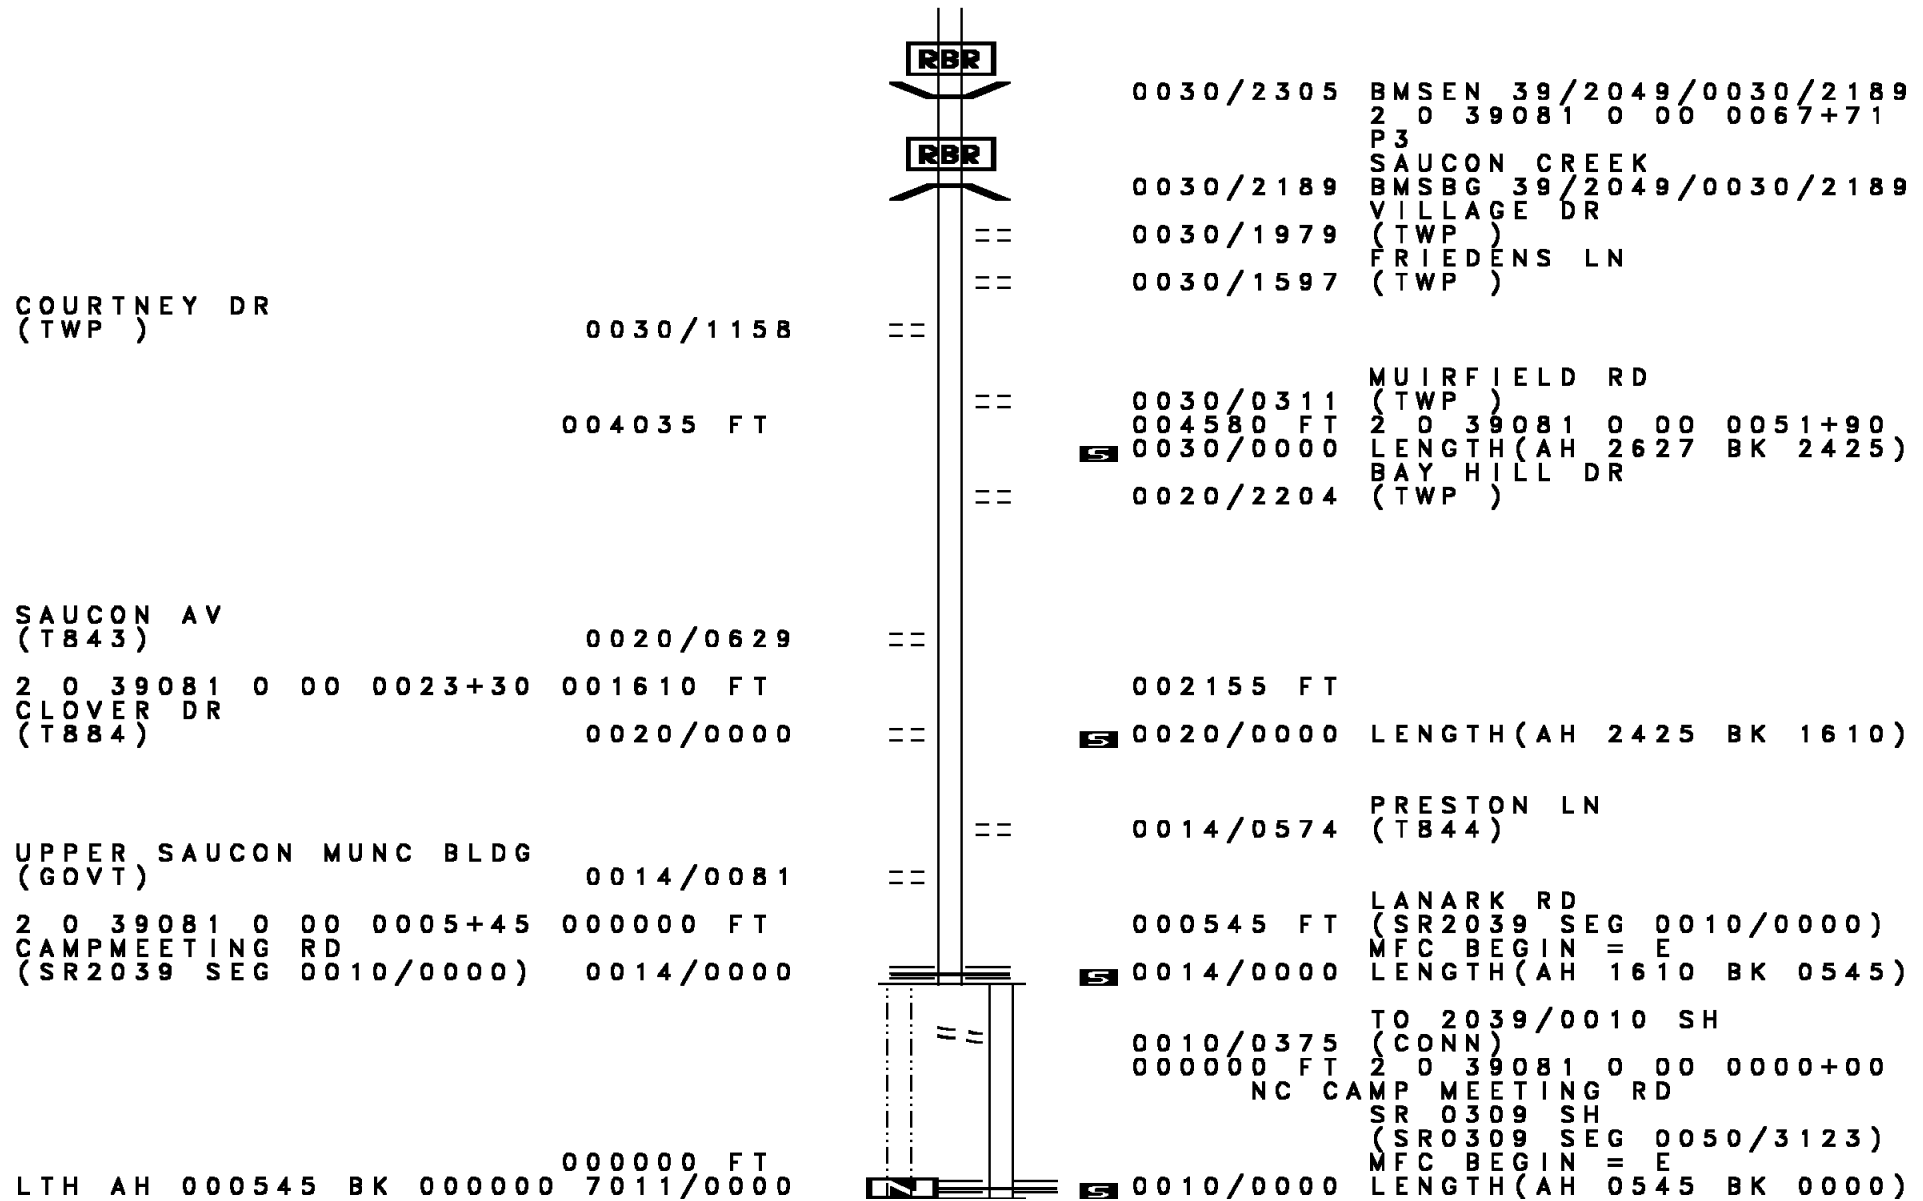 RBR
0030/2305 BMSEN 39/2049/0030/2189
2 0 39081 0 00 0067+71
P3
RBR
SAUCON CREEK
0030/2189 BMSBG 39/2049/0030/2189
VILLAGE DR
0030/1979 (TWP )
FRIEDENS LN
0030/1597 (TWP )
COURTNEY DR
(TWP ) 0030/1158
MUIRFIELD RD
0030/0311 (TWP )
004035 FT 004580 FT 2 0 39081 0 00 0051+90
S 0030/0000 LENGTH(AH 2627 BK 2425)
BAY HILL DR
0020/2204 (TWP )
SAUCON AV
(T843) 0020/0629
2 0 39081 0 00 0023+30 001610 FT 002155 FT
CLOVER DR
(T884) 0020/0000 S 0020/0000 LENGTH(AH 2425 BK 1610)
PRESTON LN
0014/0574 (T844)
UPPER SAUCON MUNC BLDG
(GOVT) 0014/0081
LANARK RD
2 0 39081 0 00 0005+45 000000 FT 000545 FT (SR2039 SEG 0010/0000)
CAMPMEETING RD MFC BEGIN = E
(SR2039 SEG 0010/0000) 0014/0000 S 0014/0000 LENGTH(AH 1610 BK 0545)
TO 2039/0010 SH
0010/0375 (CONN)
000000 FT 2 0 39081 0 00 0000+00
NC CAMP MEETING RD
SR 0309 SH
(SR0309 SEG 0050/3123)
000000 FT MFC BEGIN = E
LTH AH 000545 BK 000000 7011/0000 N S 0010/0000 LENGTH(AH 0545 BK 0000)